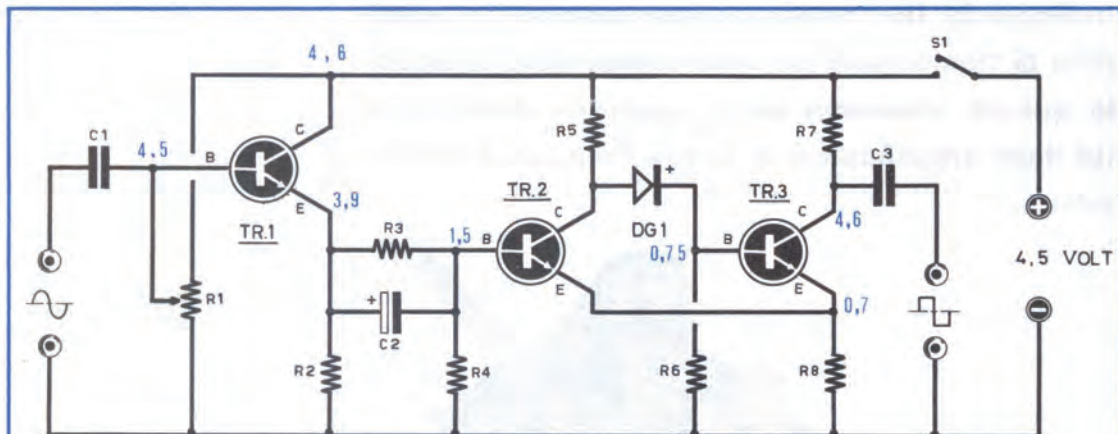 4,6
S1
R5
R7
C1
C3
4,5
C
B
C
TR.2
TR.3
3,9
E
DG1
C
4,6
TR.1
R3
1,5
B
0,75
B
4,5 VOLT
R1
E
E
0,7
C2
R2
R4
R6
R8